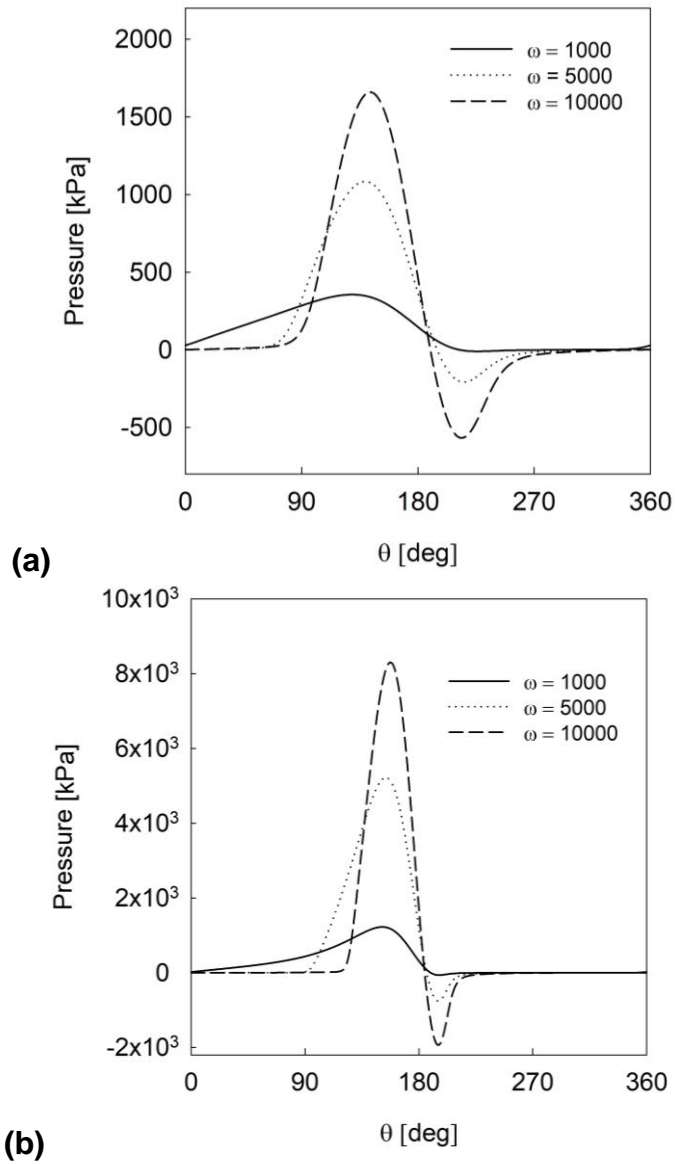 2000
1500
1000
500
0
-500
Pressure [kPa]
ω = 1000
ω = 5000
ω = 10000
0 90 180 270 360
θ [deg]
(a)
10x10³
8x10³
6x10³
4x10³
2x10³
0
-2x10³
Pressure [kPa]
ω = 1000
ω = 5000
ω = 10000
0 90 180 270 360
θ [deg]
(b)